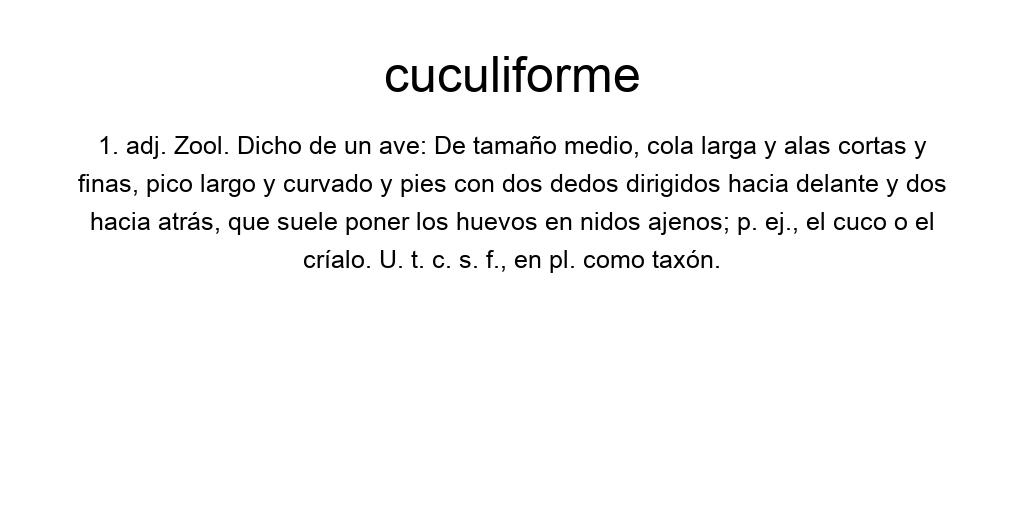 cuculiforme
1. adj. Zool. Dicho de un ave: De tamaño medio, cola larga y alas cortas y
finas, pico largo y curvado y pies con dos dedos dirigidos hacia delante y dos
hacia atrás, que suele poner los huevos en nidos ajenos; p. ej., el cuco o el
críalo. U. t. c. s. f., en pl. como taxón.